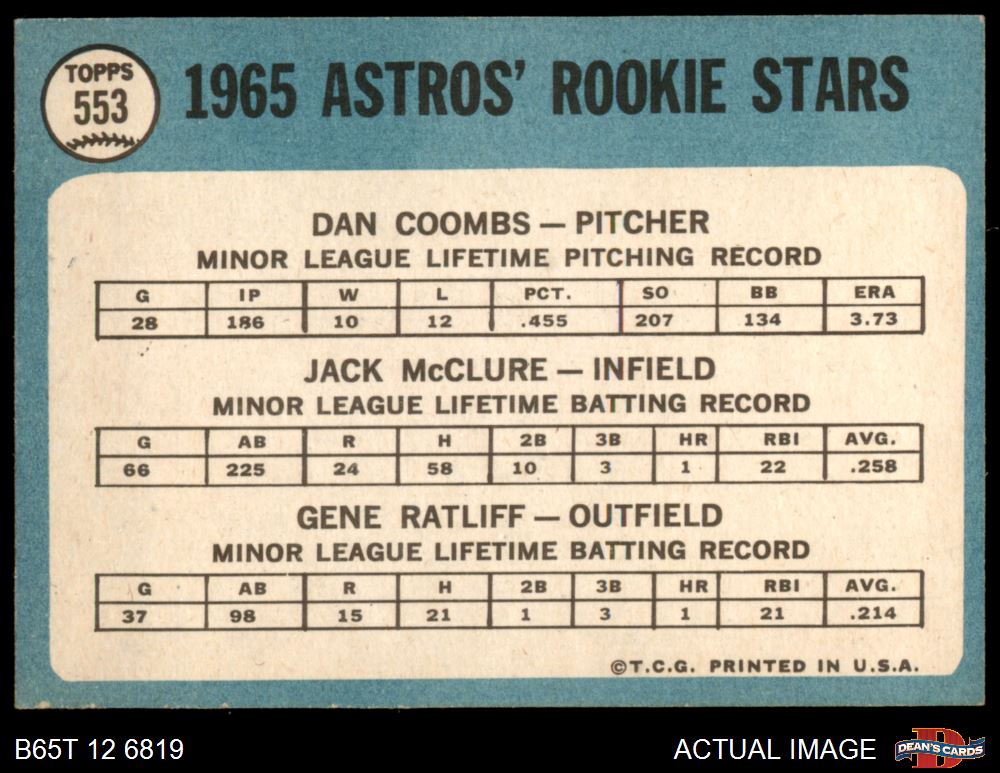 TOPPS
553
1965 ASTROS' ROOKIE STARS
DAN COOMBS — PITCHER
MINOR LEAGUE LIFETIME PITCHING RECORD
G IP W L PCT. SO BB ERA
28 186 10 12 .455 207 134 3.73
JACK McCLURE — INFIELD
MINOR LEAGUE LIFETIME BATTING RECORD
G AB R H 2B 3B HR RBI AVG.
66 225 24 58 10 3 1 22 .258
GENE RATLIFF — OUTFIELD
MINOR LEAGUE LIFETIME BATTING RECORD
G AB R H 2B 3B HR RBI AVG.
37 98 15 21 1 3 1 21 .214
©T.C.G. PRINTED IN U.S.A.
B65T 12 6819 ACTUAL IMAGE D DEAN'S CARDS